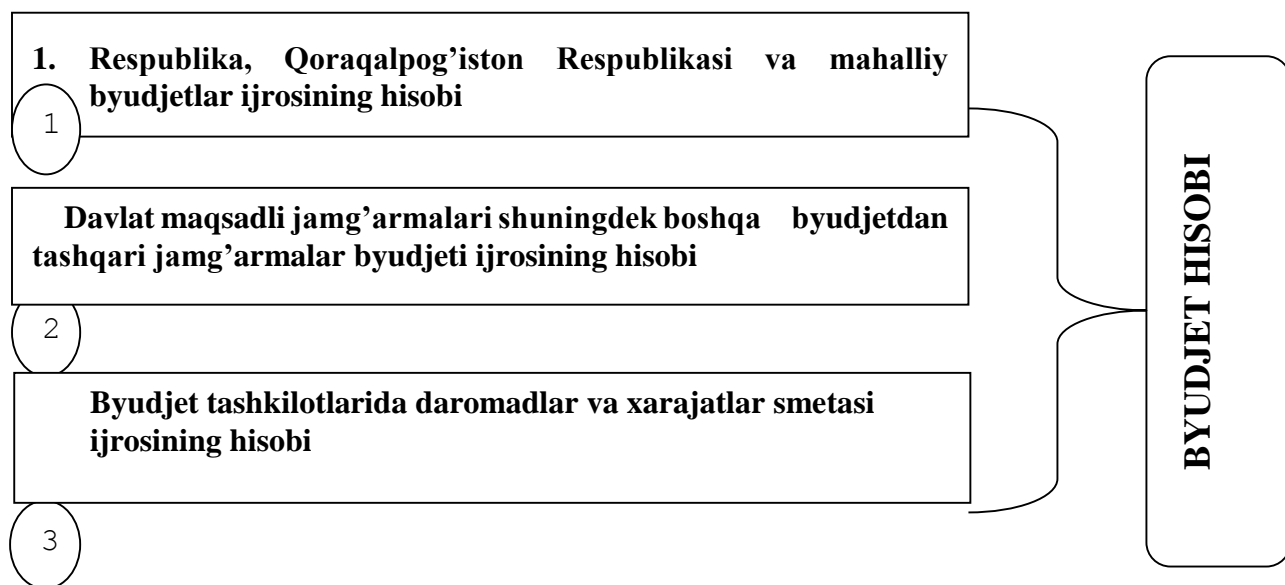 1. Respublika, Qoraqalpog’iston Respublikasi va mahalliy
byudjetlar ijrosining hisobi
1
Davlat maqsadli jamg’armalari shuningdek boshqa byudjetdan
tashqari jamg’armalar byudjeti ijrosining hisobi
2
Byudjet tashkilotlarida daromadlar va xarajatlar smetasi
ijrosining hisobi
3
BYUDJET HISOBI